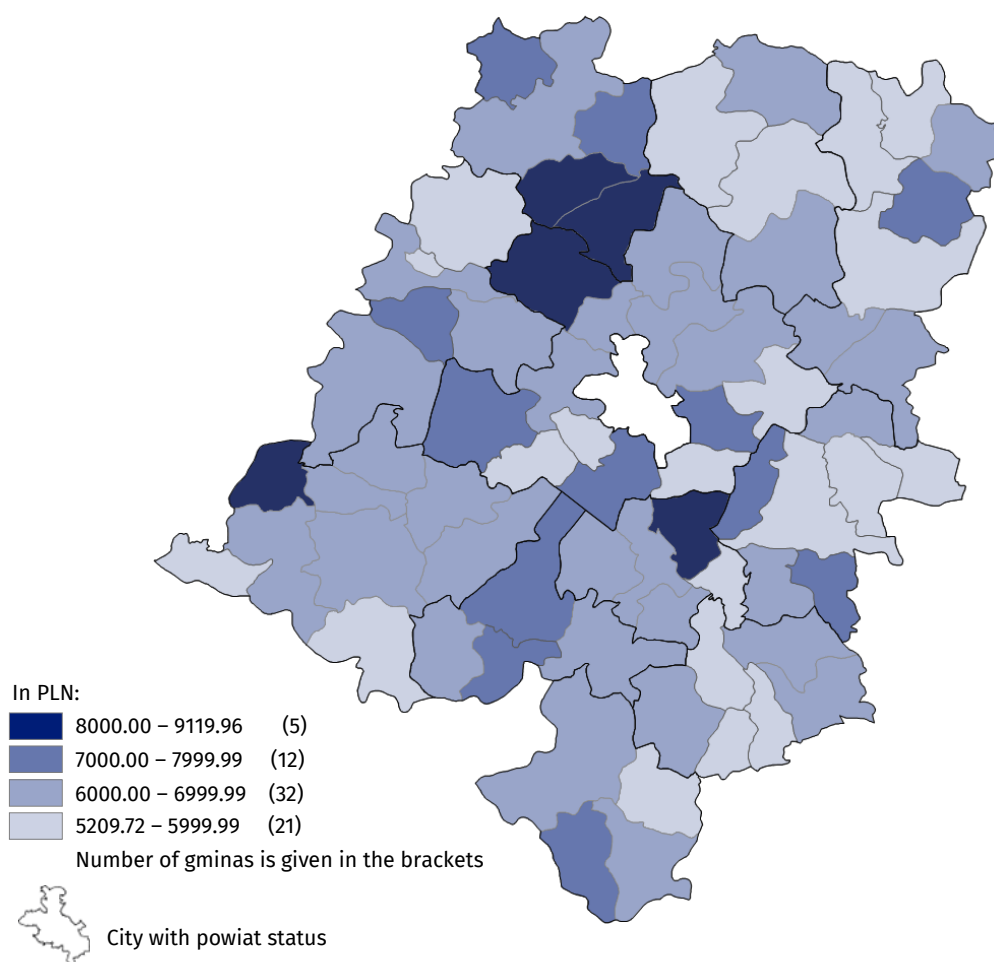 In PLN:
8000.00 – 9119.96 (5)
7000.00 – 7999.99 (12)
6000.00 – 6999.99 (32)
5209.72 – 5999.99 (21)
Number of gminas is given in the brackets
City with powiat status